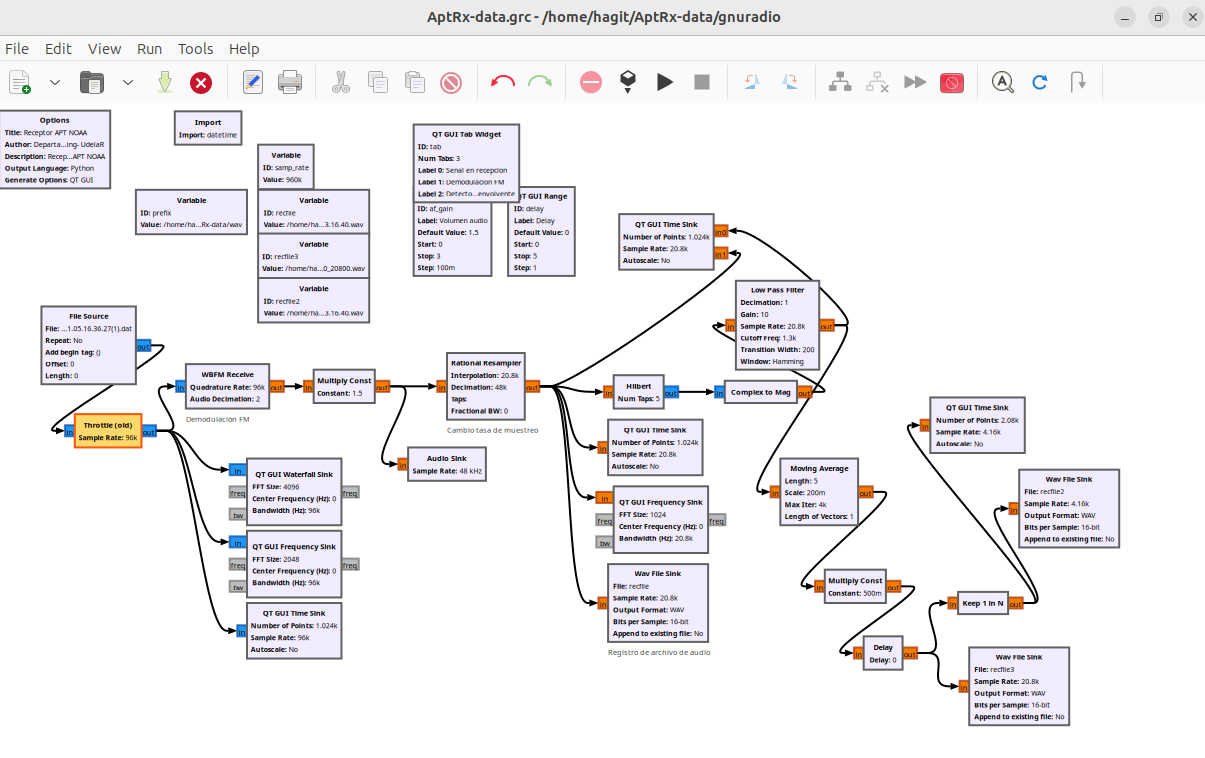 AptRx-data.grc - /home/hagit/AptRx-data/gnuradio
File Edit View Run Tools Help
Options
Title: Receptor APT NOAA
Author: Departa...ing- UdelaR
Description: Recep...APT NOAA
Output Language: Python
Generate Options: QT GUI
Import
Import: datetime
Variable
ID: samp_rate
Value: 960k
Variable
ID: prefix
Value: /home/ha...Rx-data/wav
Variable
ID: recfile
Value: /home/ha...3.16.40.wav
Variable
ID: recfile3
Value: /home/ha...0_20800.wav
Variable
ID: recfile2
Value: /home/ha...3.16.40.wav
QT GUI Tab Widget
ID: tab
Num Tabs: 3
Label 0: Senal en recepcion
Label 1: Demodulacion FM
Label 2: Detecto...envolvente
ID: af_gain
Label: Volumen audio
Default Value: 1.5
Start: 0
Stop: 3
Step: 100m
QT GUI Range
ID: delay
Label: Delay
Default Value: 0
Start: 0
Stop: 5
Step: 1
QT GUI Time Sink
Number of Points: 1.024k
Sample Rate: 20.8k
Autoscale: No
in0
in1
Low Pass Filter
Decimation: 1
Gain: 10
Sample Rate: 20.8k
Cutoff Freq: 1.3k
Transition Width: 200
Window: Hamming
in
out
File Source
File: ...1.05.16.36.27(1).dat
Repeat: No
Add begin tag: ()
Offset: 0
Length: 0
out
Throttle (old)
Sample Rate: 96k
in
out
WBFM Receive
Quadrature Rate: 96k
Audio Decimation: 2
in
out
Demodulación FM
Multiply Const
Constant: 1.5
in
out
Rational Resampler
Interpolation: 20.8k
Decimation: 48k
Taps:
Fractional BW: 0
in
out
Cambio tasa de muestreo
Audio Sink
Sample Rate: 48 kHz
in
QT GUI Waterfall Sink
FFT Size: 4096
Center Frequency (Hz): 0
Bandwidth (Hz): 96k
in
freq
bw
freq
QT GUI Frequency Sink
FFT Size: 2048
Center Frequency (Hz): 0
Bandwidth (Hz): 96k
in
freq
bw
freq
QT GUI Time Sink
Number of Points: 1.024k
Sample Rate: 96k
Autoscale: No
in
Hilbert
Num Taps: 5
in
out
Complex to Mag
in
out
QT GUI Time Sink
Number of Points: 1.024k
Sample Rate: 20.8k
Autoscale: No
in
QT GUI Frequency Sink
FFT Size: 1024
Center Frequency (Hz): 0
Bandwidth (Hz): 20.8k
in
freq
bw
freq
Wav File Sink
File: recfile
Sample Rate: 20.8k
Output Format: WAV
Bits per Sample: 16-bit
Append to existing file: No
in
Registro de archivo de audio
Moving Average
Length: 5
Scale: 200m
Max Iter: 4k
Length of Vectors: 1
in
out
Multiply Const
Constant: 500m
in
out
Delay
Delay: 0
in
out
Keep 1 in N
in
out
QT GUI Time Sink
Number of Points: 2.08k
Sample Rate: 4.16k
Autoscale: No
in
Wav File Sink
File: recfile2
Sample Rate: 4.16k
Output Format: WAV
Bits per Sample: 16-bit
Append to existing file: No
in
Wav File Sink
File: recfile3
Sample Rate: 20.8k
Output Format: WAV
Bits per Sample: 16-bit
Append to existing file: No
in